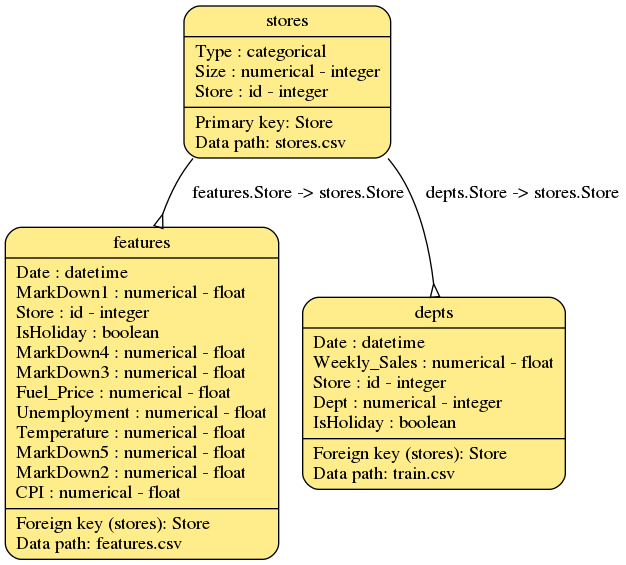 stores
Type : categorical
Size : numerical - integer
Store : id - integer
Primary key: Store
Data path: stores.csv
features.Store -> stores.Store
depts.Store -> stores.Store
features
Date : datetime
MarkDown1 : numerical - float
Store : id - integer
IsHoliday : boolean
MarkDown4 : numerical - float
MarkDown3 : numerical - float
Fuel_Price : numerical - float
Unemployment : numerical - float
Temperature : numerical - float
MarkDown5 : numerical - float
MarkDown2 : numerical - float
CPI : numerical - float
Foreign key (stores): Store
Data path: features.csv
depts
Date : datetime
Weekly_Sales : numerical - float
Store : id - integer
Dept : numerical - integer
IsHoliday : boolean
Foreign key (stores): Store
Data path: train.csv